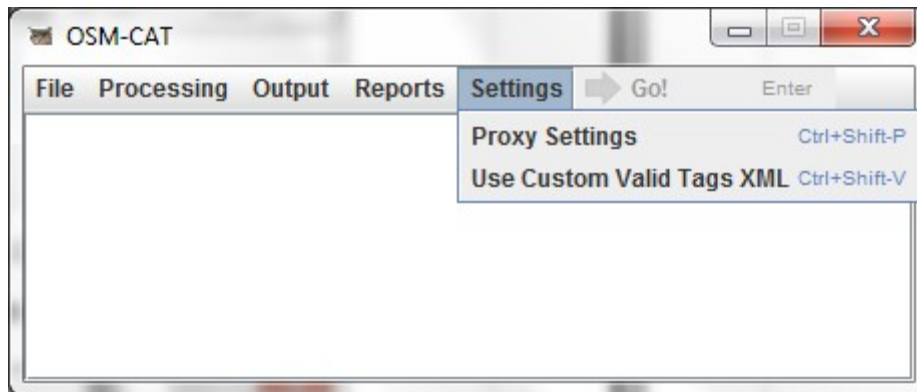 OSM-CAT
File Processing Output Reports Settings Go! Enter
Proxy Settings Ctrl+Shift-P
Use Custom Valid Tags XML Ctrl+Shift-V